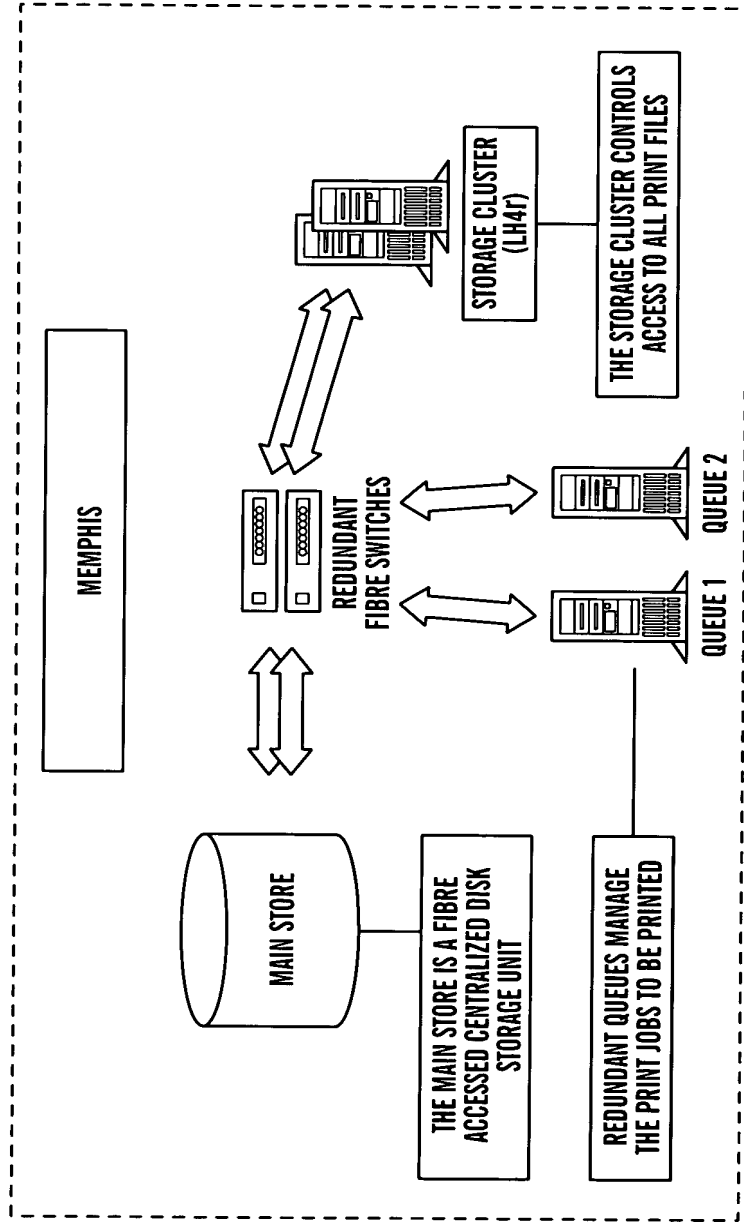 MEMPHIS
MAIN STORE
THE MAIN STORE IS A FIBRE
ACCESSED CENTRALIZED DISK
STORAGE UNIT
REDUNDANT
FIBRE SWITCHES
STORAGE CLUSTER
(LH4r)
THE STORAGE CLUSTER CONTROLS
ACCESS TO ALL PRINT FILES
REDUNDANT QUEUES MANAGE
THE PRINT JOBS TO BE PRINTED
QUEUE 1
QUEUE 2